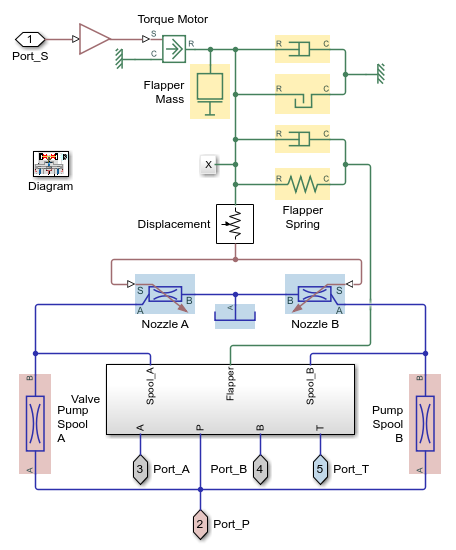 Torque Motor
1
Port_S
S
C
R
R
C
Flapper
Mass
R
C
R
C
X
R
C
Diagram
Flapper
Spring
Displacement
S
B
A
Nozzle A
A
B
S
A
Nozzle B
B
A
Pump
Spool
A
Valve
Spool_A
Flapper
Spool_B
A
P
B
T
B
A
Pump
Spool
B
3
Port_A
Port_B
4
5
Port_T
2
Port_P